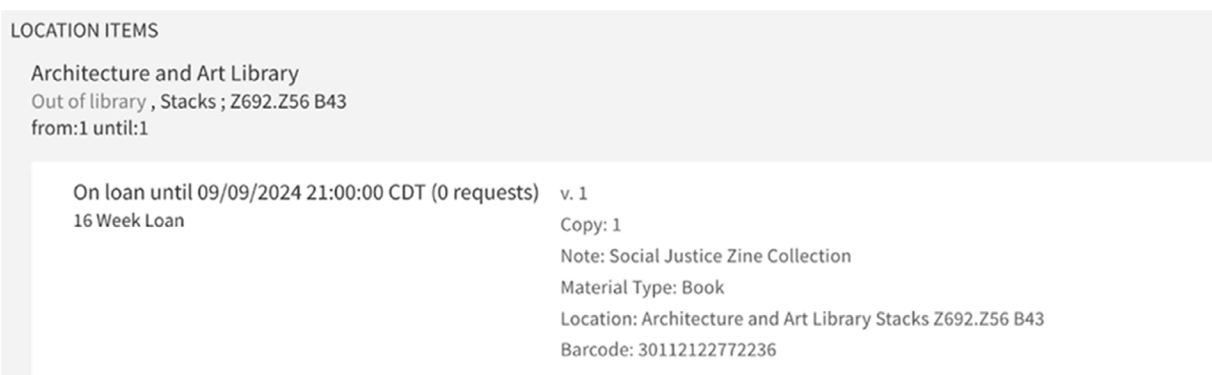 LOCATION ITEMS
Architecture and Art Library
Out of library , Stacks ; Z692.Z56 B43
from:1 until:1
On loan until 09/09/2024 21:00:00 CDT (0 requests)
16 Week Loan
v. 1
Copy: 1
Note: Social Justice Zine Collection
Material Type: Book
Location: Architecture and Art Library Stacks Z692.Z56 B43
Barcode: 30112122772236